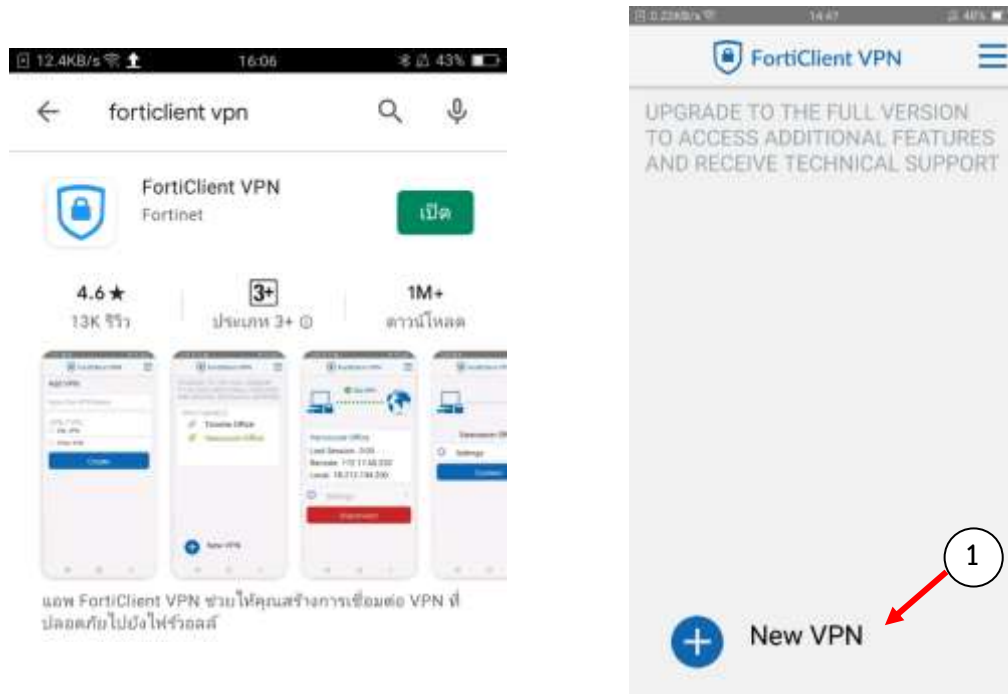 12.4KB/s
16:06
43%
forticlient vpn
FortiClient VPN
Fortinet
เปิด
4.6★
13K รีวิว
3+
ประเภท 3+
1M+
ดาวน์โหลด
New VPN
แอพ FortiClient VPN ช่วยให้คุณสร้างการเชื่อมต่อ VPN ที่
ปลอดภัยไปยังไฟร์วอลล์
14:47
48%
FortiClient VPN
UPGRADE TO THE FULL VERSION
TO ACCESS ADDITIONAL FEATURES
AND RECEIVE TECHNICAL SUPPORT
1
New VPN